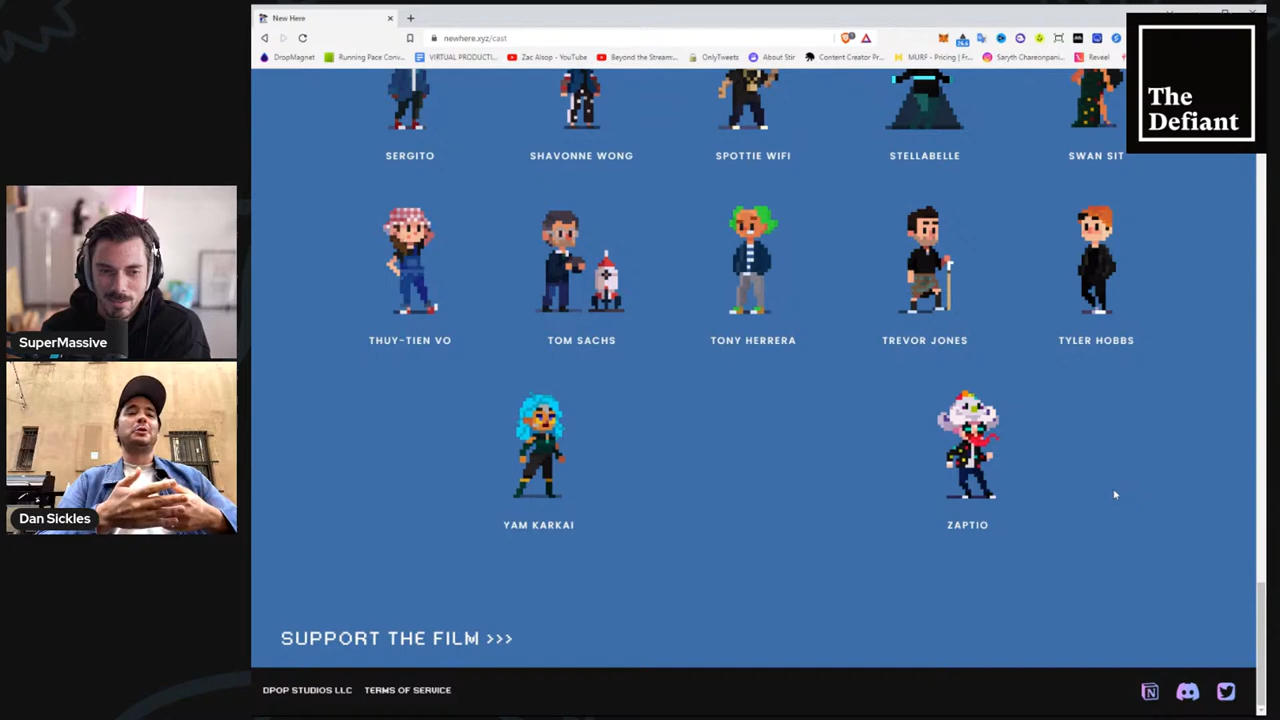 New Here
newhere.xyz/cast
DropMagnet
Running Pace Conv...
VIRTUAL PRODUCTI...
Zac Alsop - YouTube
Beyond the Stream:...
OnlyTweets
About Stir
Content Creator Pr...
MURF - Pricing | Fr...
Saryth Chareonpani...
Reveel
The
Defiant
SERGITO
SHAVONNE WONG
SPOTTIE WIFI
STELLABELLE
SWAN SIT
THUY-TIEN VO
TOM SACHS
TONY HERRERA
TREVOR JONES
TYLER HOBBS
SuperMassive
Dan Sickles
YAM KARKAI
ZAPTIO
SUPPORT THE FILM >>>
DPOP STUDIOS LLC
TERMS OF SERVICE